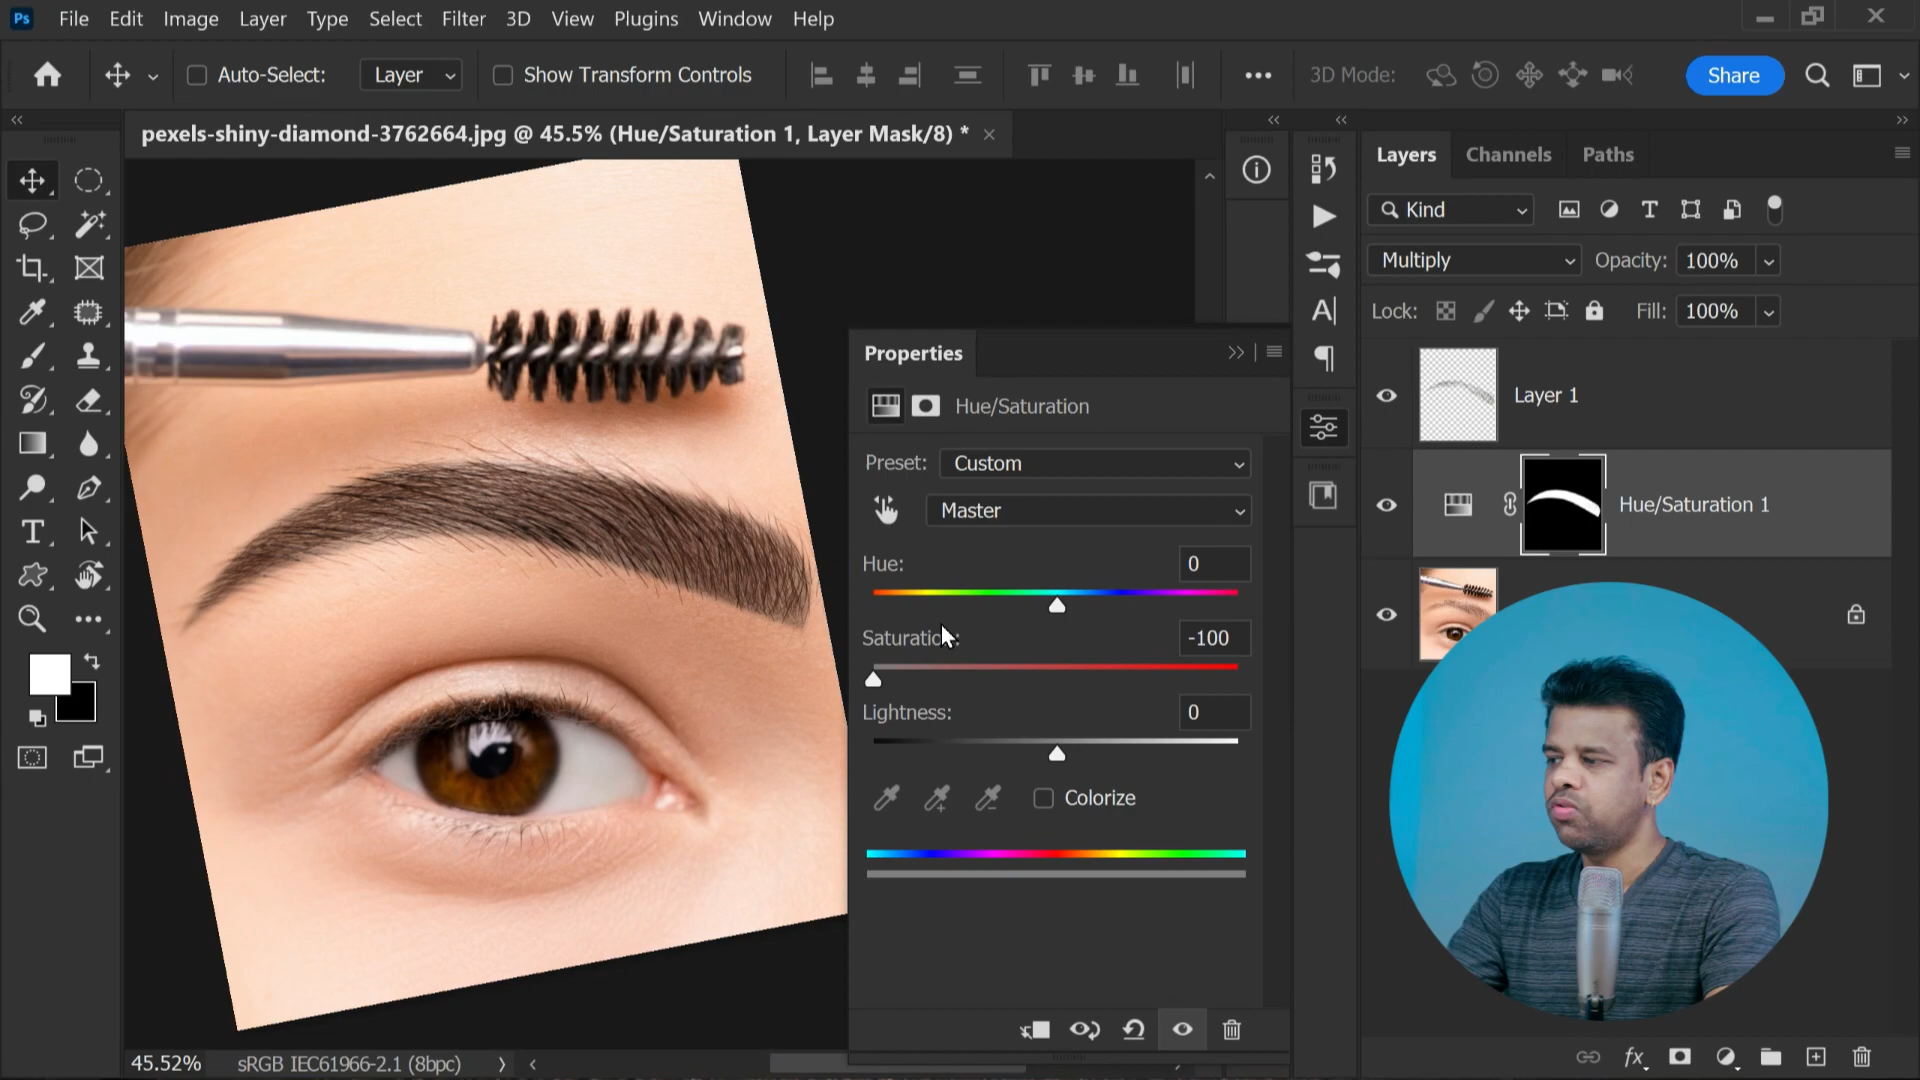 Ps File Edit Image Layer Type Select Filter 3D View Plugins Window Help
Auto-Select: Layer Show Transform Controls 3D Mode: Share
pexels-shiny-diamond-3762664.jpg @ 45.5% (Hue/Saturation 1, Layer Mask/8) *
Layers Channels Paths
Kind
Multiply Opacity: 100%
Lock: Fill: 100%
Layer 1
Hue/Saturation 1
Properties
Hue/Saturation
Preset: Custom
Master
Hue: 0
Saturation: -100
Lightness: 0
Colorize
45.52% sRGB IEC61966-2.1 (8bpc)